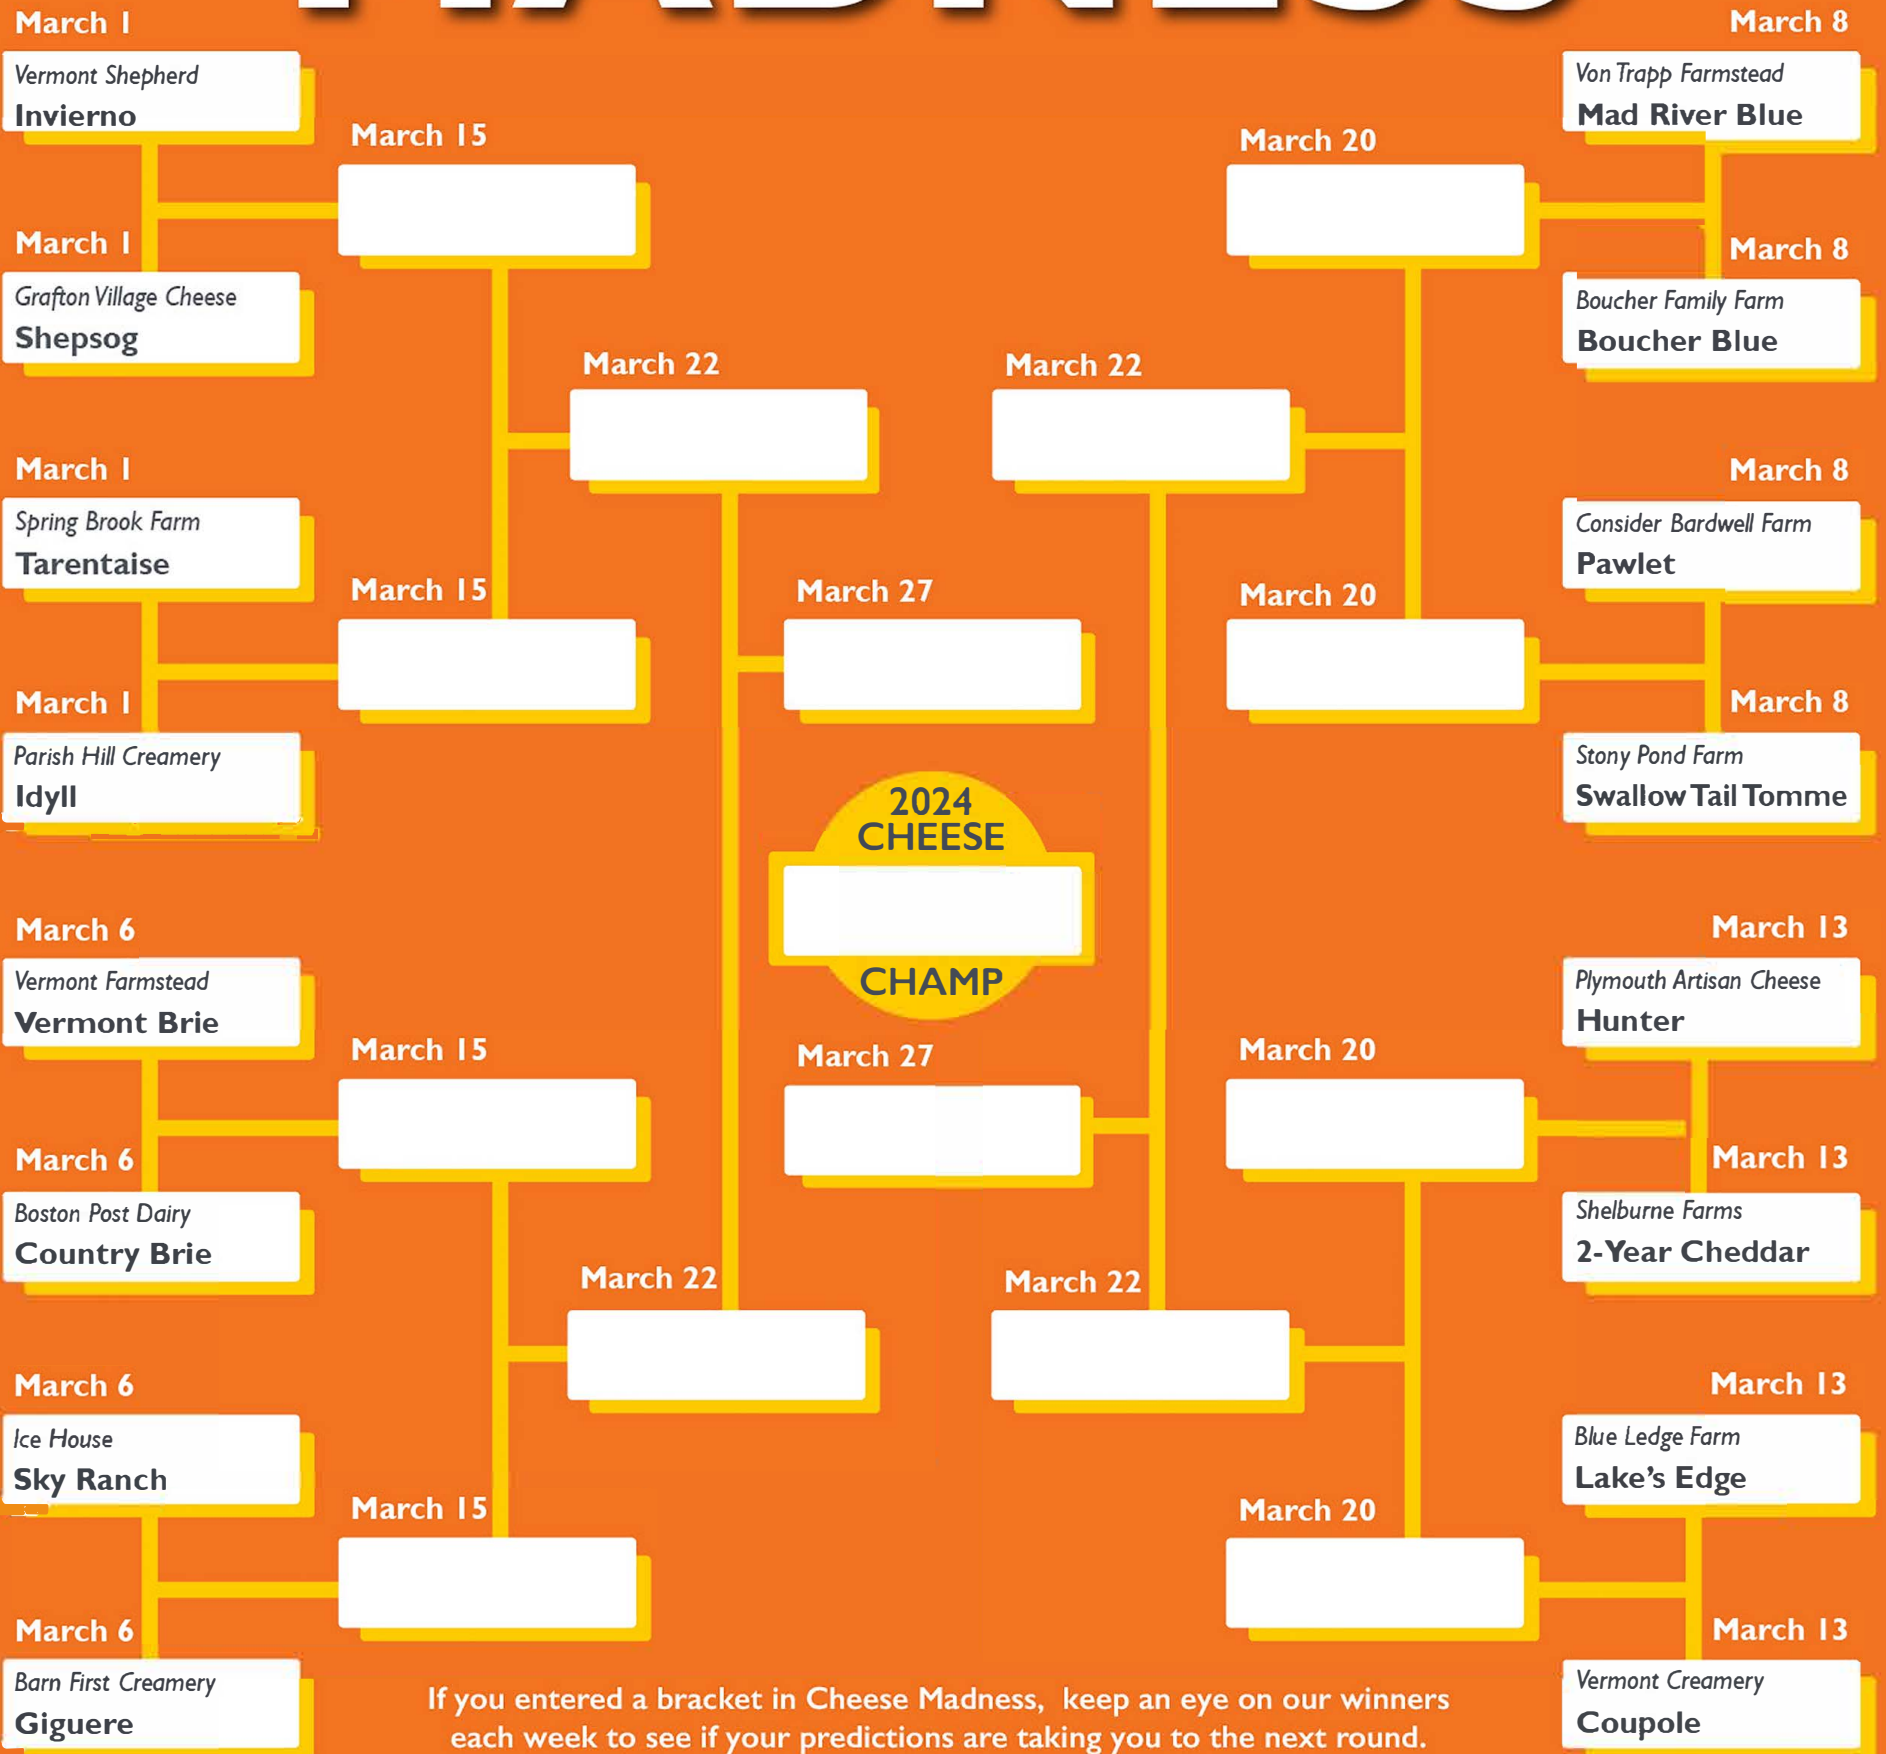 MADNESS
March 1
Vermont Shepherd
Invierno
March 1
Grafton Village Cheese
Shepsog
March 1
Spring Brook Farm
Tarentaise
March 1
Parish Hill Creamery
Idyll
March 6
Vermont Farmstead
Vermont Brie
March 6
Boston Post Dairy
Country Brie
March 6
Ice House
Sky Ranch
March 6
Barn First Creamery
Giguere
March 15
March 15
March 15
March 15
March 22
March 22
March 27
2024
CHEESE
CHAMP
March 27
March 22
March 22
March 20
March 20
March 20
March 20
March 8
Von Trapp Farmstead
Mad River Blue
March 8
Boucher Family Farm
Boucher Blue
March 8
Consider Bardwell Farm
Pawlet
March 8
Stony Pond Farm
Swallow Tail Tomme
March 13
Plymouth Artisan Cheese
Hunter
March 13
Shelburne Farms
2-Year Cheddar
March 13
Blue Ledge Farm
Lake’s Edge
March 13
Vermont Creamery
Coupole
If you entered a bracket in Cheese Madness, keep an eye on our winners
each week to see if your predictions are taking you to the next round.